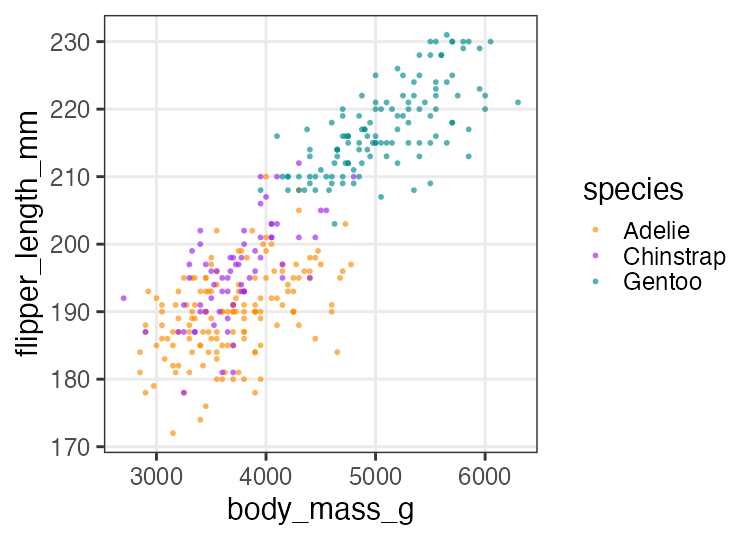 flipper_length_mm
230
220
210
200
190
180
170
3000 4000 5000 6000
body_mass_g
species
Adelie
Chinstrap
Gentoo